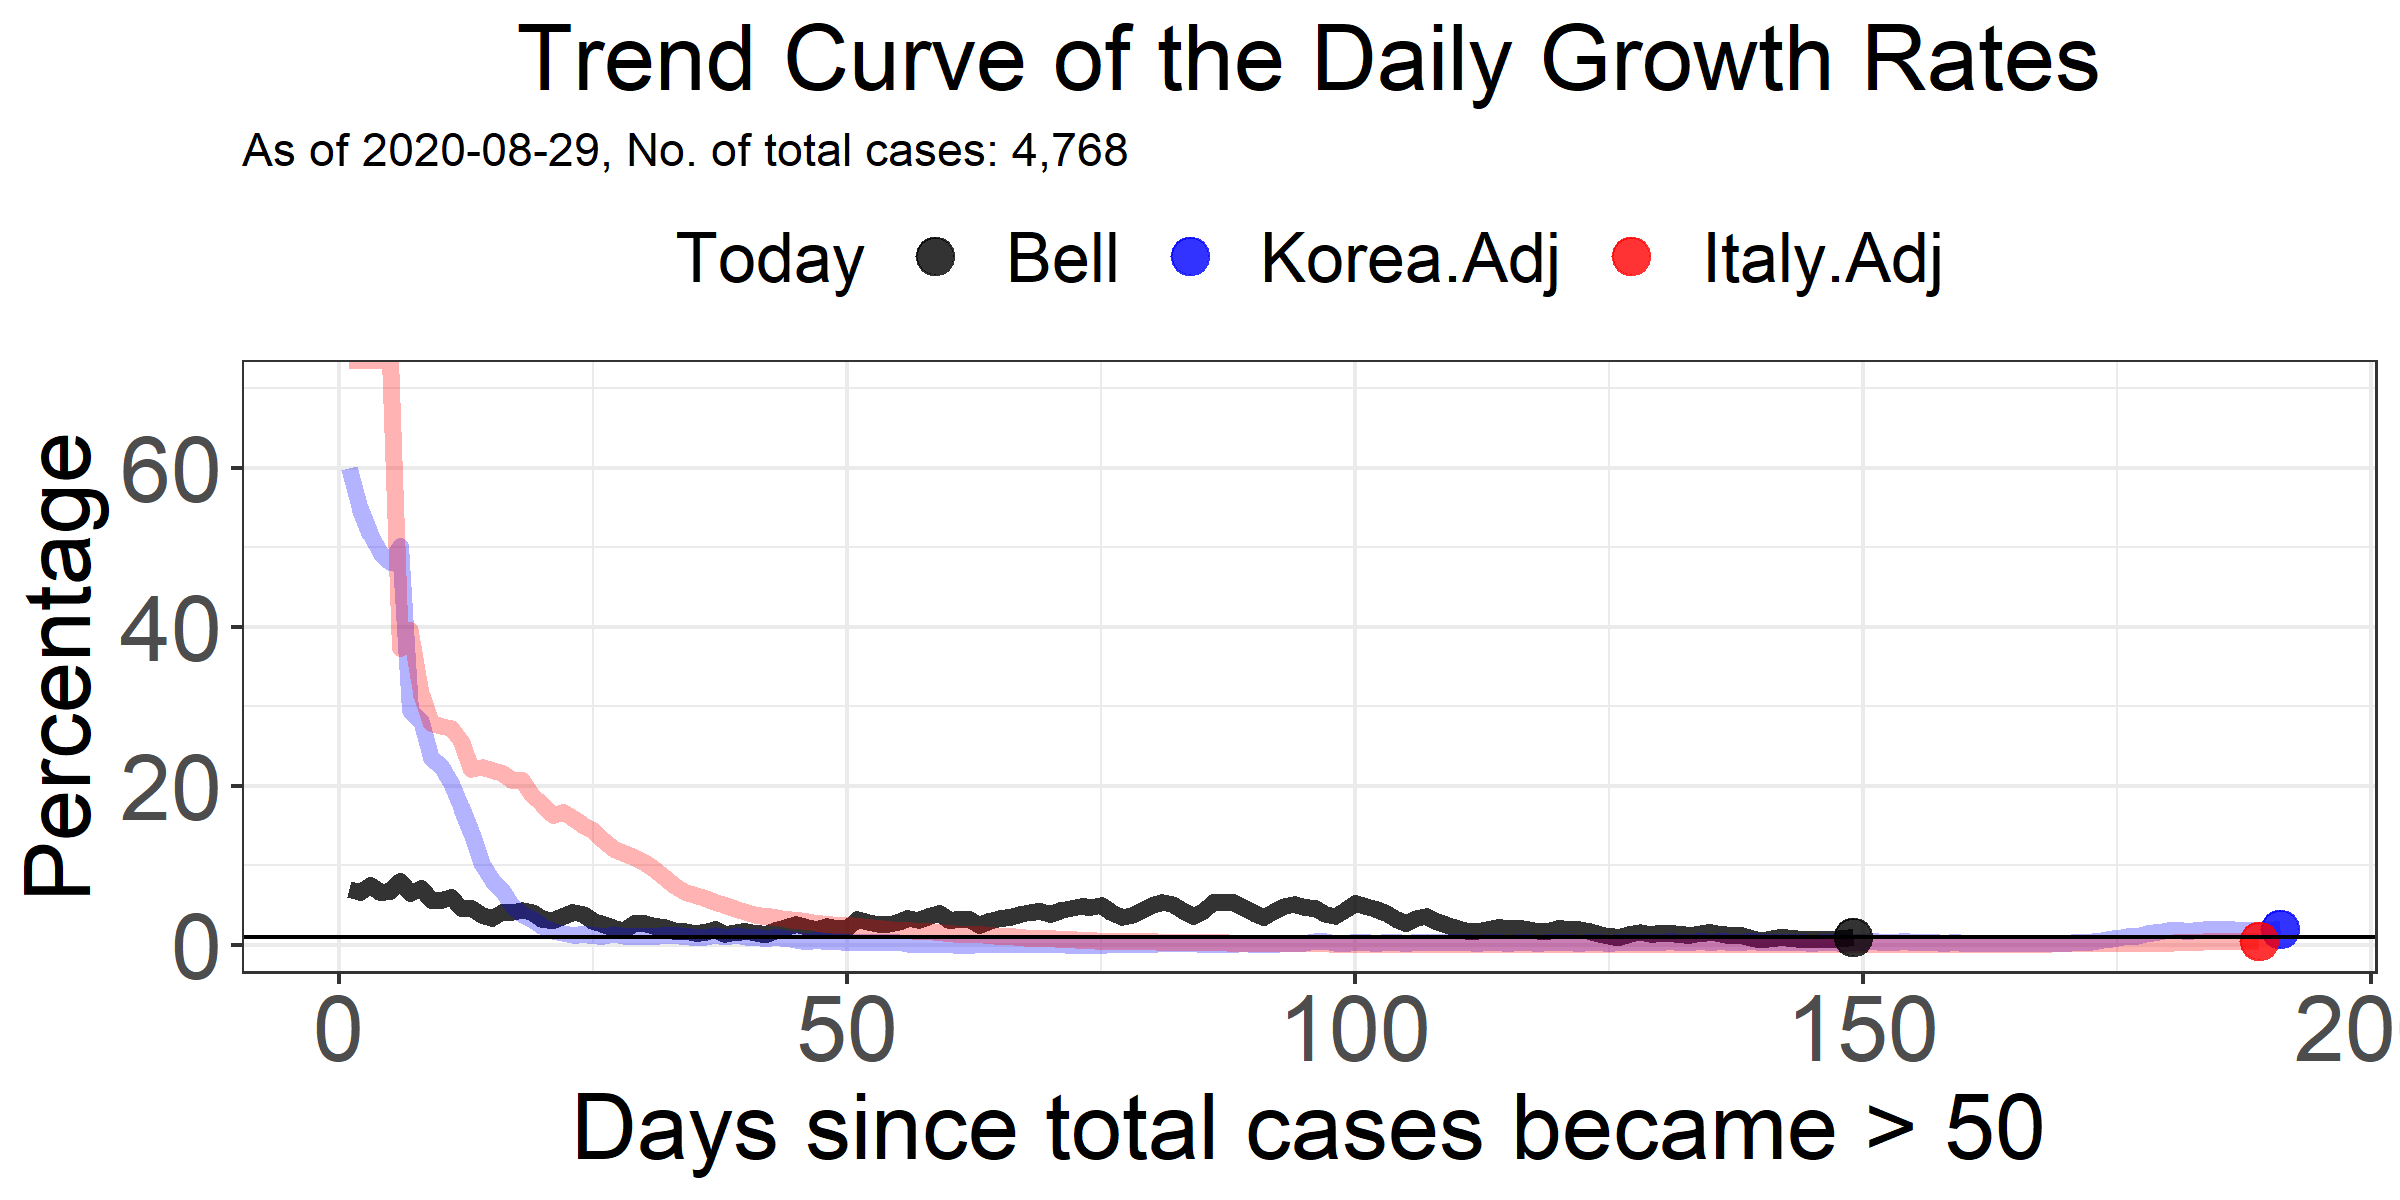 Trend Curve of the Daily Growth Rates
As of 2020-08-29, No. of total cases: 4,768
Today Bell Korea.Adj Italy.Adj
Percentage
60
40
20
0
0 50 100 150 20
Days since total cases became > 50